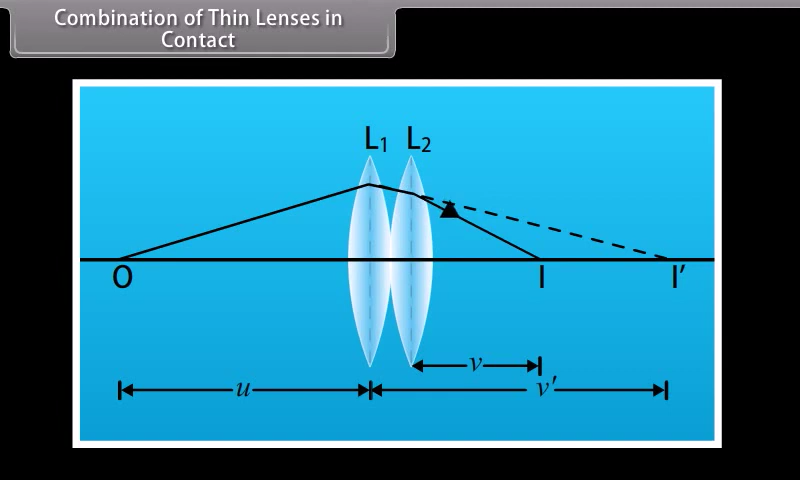 Combination of Thin Lenses in
Contact
L₁ L₂
O I I′
v
u v′